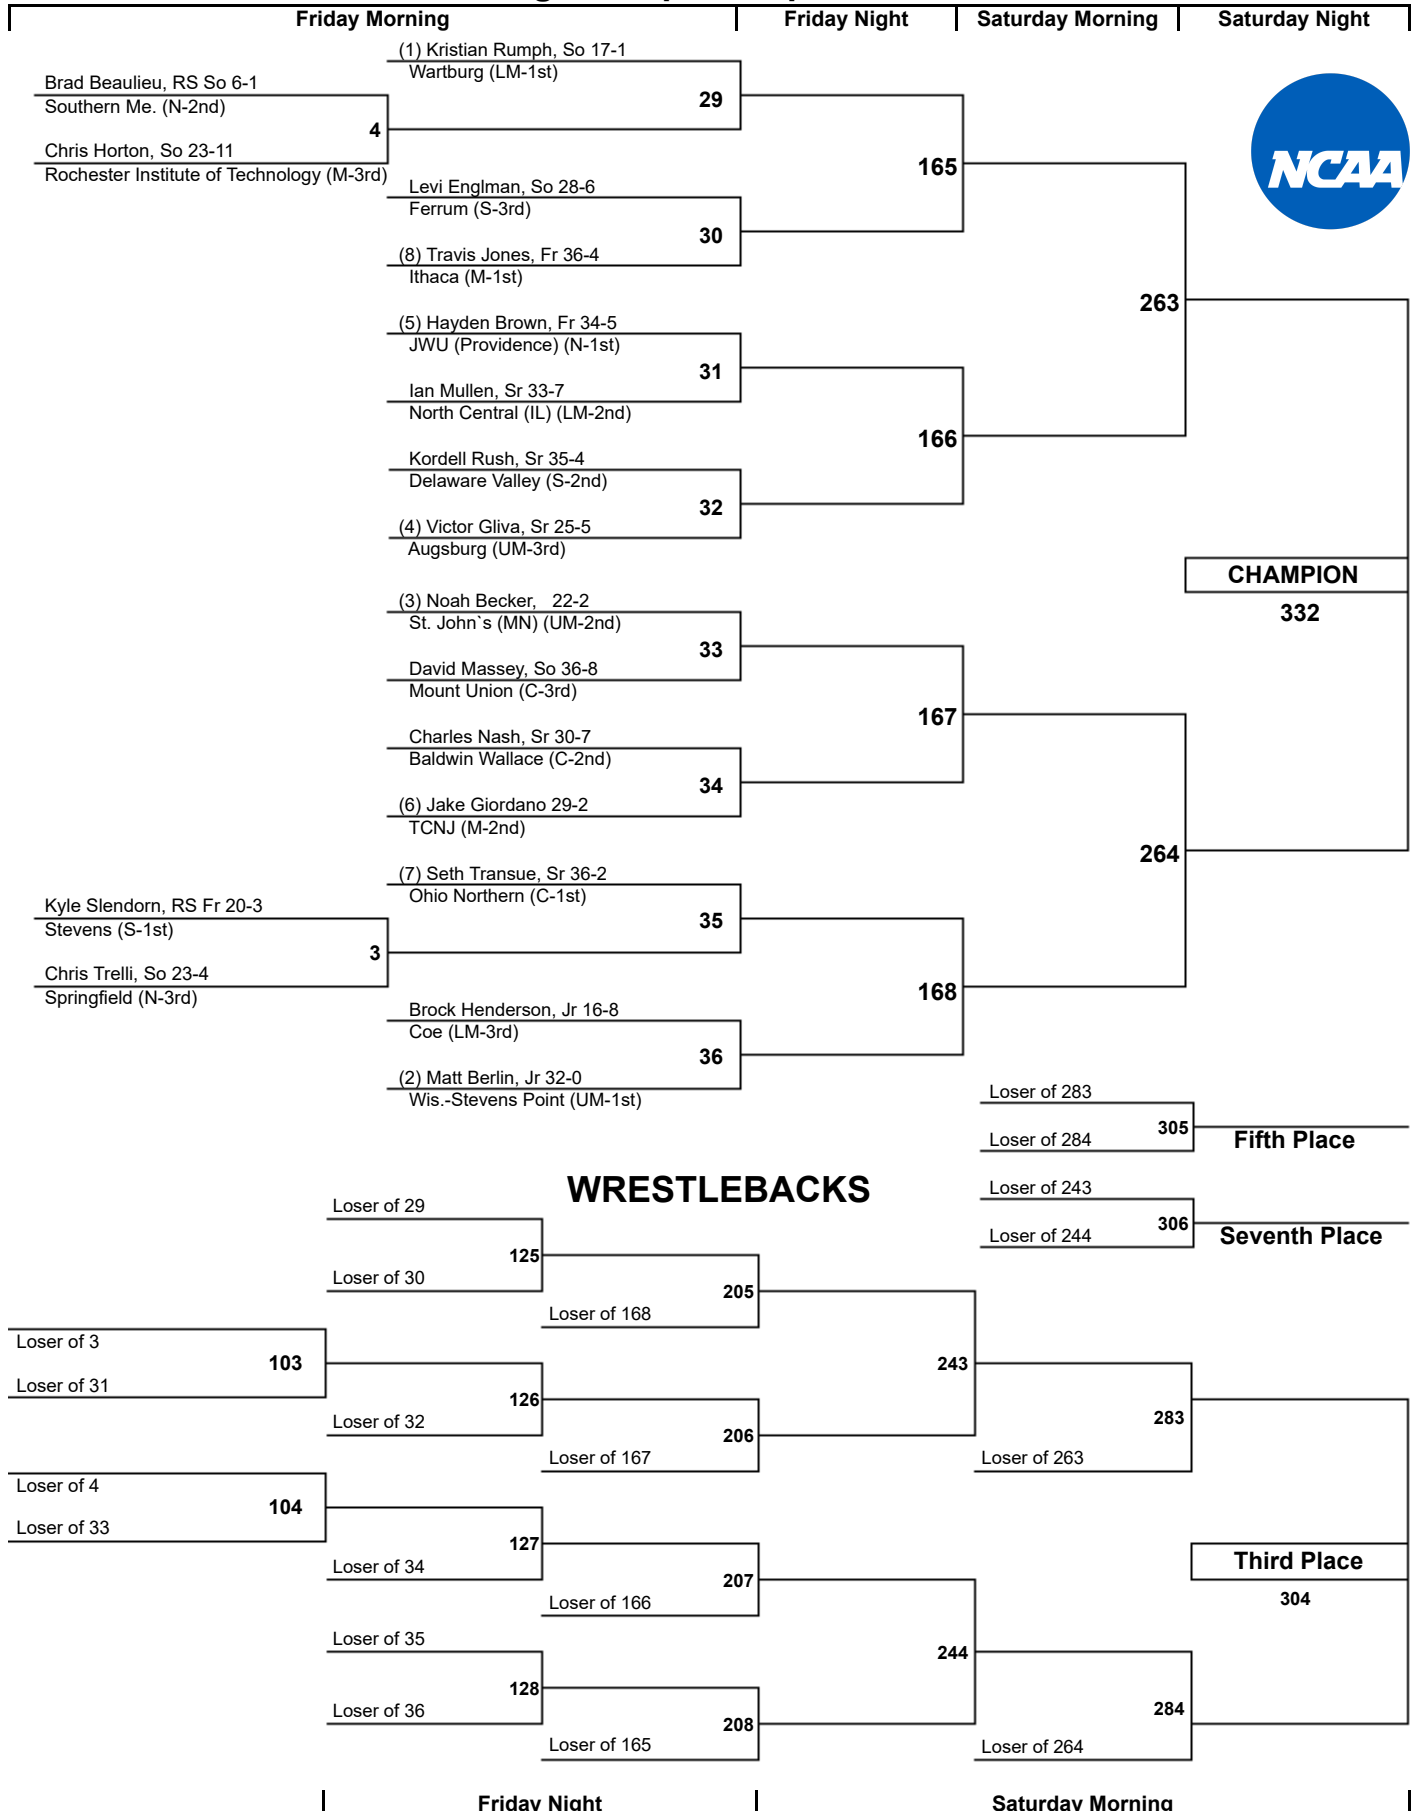 Friday Morning
Friday Night
Saturday Morning
Saturday Night
NCAA
(1) Kristian Rumph, So 17-1
Wartburg (LM-1st)
29
Brad Beaulieu, RS So 6-1
Southern Me. (N-2nd)
4
Chris Horton, So 23-11
Rochester Institute of Technology (M-3rd)
165
Levi Englman, So 28-6
Ferrum (S-3rd)
30
(8) Travis Jones, Fr 36-4
Ithaca (M-1st)
263
(5) Hayden Brown, Fr 34-5
JWU (Providence) (N-1st)
31
Ian Mullen, Sr 33-7
North Central (IL) (LM-2nd)
166
Kordell Rush, Sr 35-4
Delaware Valley (S-2nd)
32
(4) Victor Gliva, Sr 25-5
Augsburg (UM-3rd)
CHAMPION
332
(3) Noah Becker, 22-2
St. John`s (MN) (UM-2nd)
33
David Massey, So 36-8
Mount Union (C-3rd)
167
Charles Nash, Sr 30-7
Baldwin Wallace (C-2nd)
34
(6) Jake Giordano 29-2
TCNJ (M-2nd)
264
(7) Seth Transue, Sr 36-2
Ohio Northern (C-1st)
35
Kyle Slendorn, RS Fr 20-3
Stevens (S-1st)
3
Chris Trelli, So 23-4
Springfield (N-3rd)
168
Brock Henderson, Jr 16-8
Coe (LM-3rd)
36
(2) Matt Berlin, Jr 32-0
Wis.-Stevens Point (UM-1st)
Loser of 283
305
Loser of 284
Fifth Place
WRESTLEBACKS
Loser of 243
306
Loser of 244
Seventh Place
Loser of 29
125
Loser of 30
205
Loser of 168
Loser of 3
103
Loser of 31
243
126
Loser of 32
206
Loser of 167
283
Loser of 263
Loser of 4
104
Loser of 33
127
Loser of 34
207
Loser of 166
Third Place
304
Loser of 35
128
Loser of 36
244
208
Loser of 165
284
Loser of 264
Friday Night
Saturday Morning